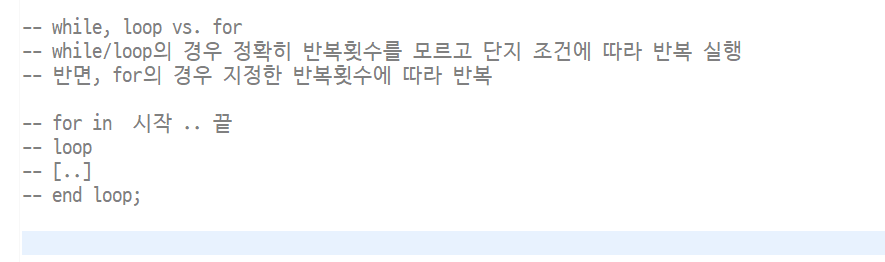 -- while, loop vs. for
-- while/loop의 경우 정확히 반복횟수를 모르고 단지 조건에 따라 반복 실행
-- 반면, for의 경우 지정한 반복횟수에 따라 반복
-- for in  시작 .. 끝
-- loop
-- [..]
-- end loop;